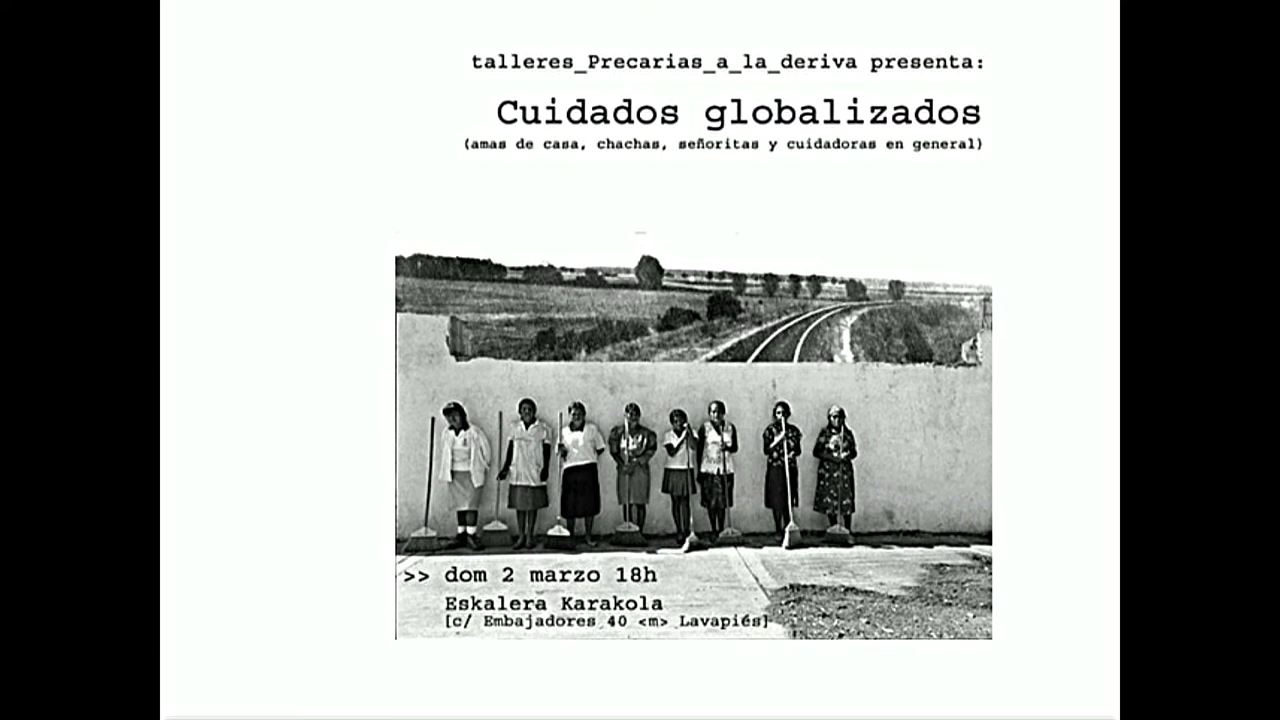 talleres_Precarias_a_la_deriva presenta:
Cuidados globalizados
(amas de casa, chachas, señoritas y cuidadoras en general)
>> dom 2 marzo 18h
Eskalera Karakola
[c/ Embajadores 40 <m> Lavapiés]